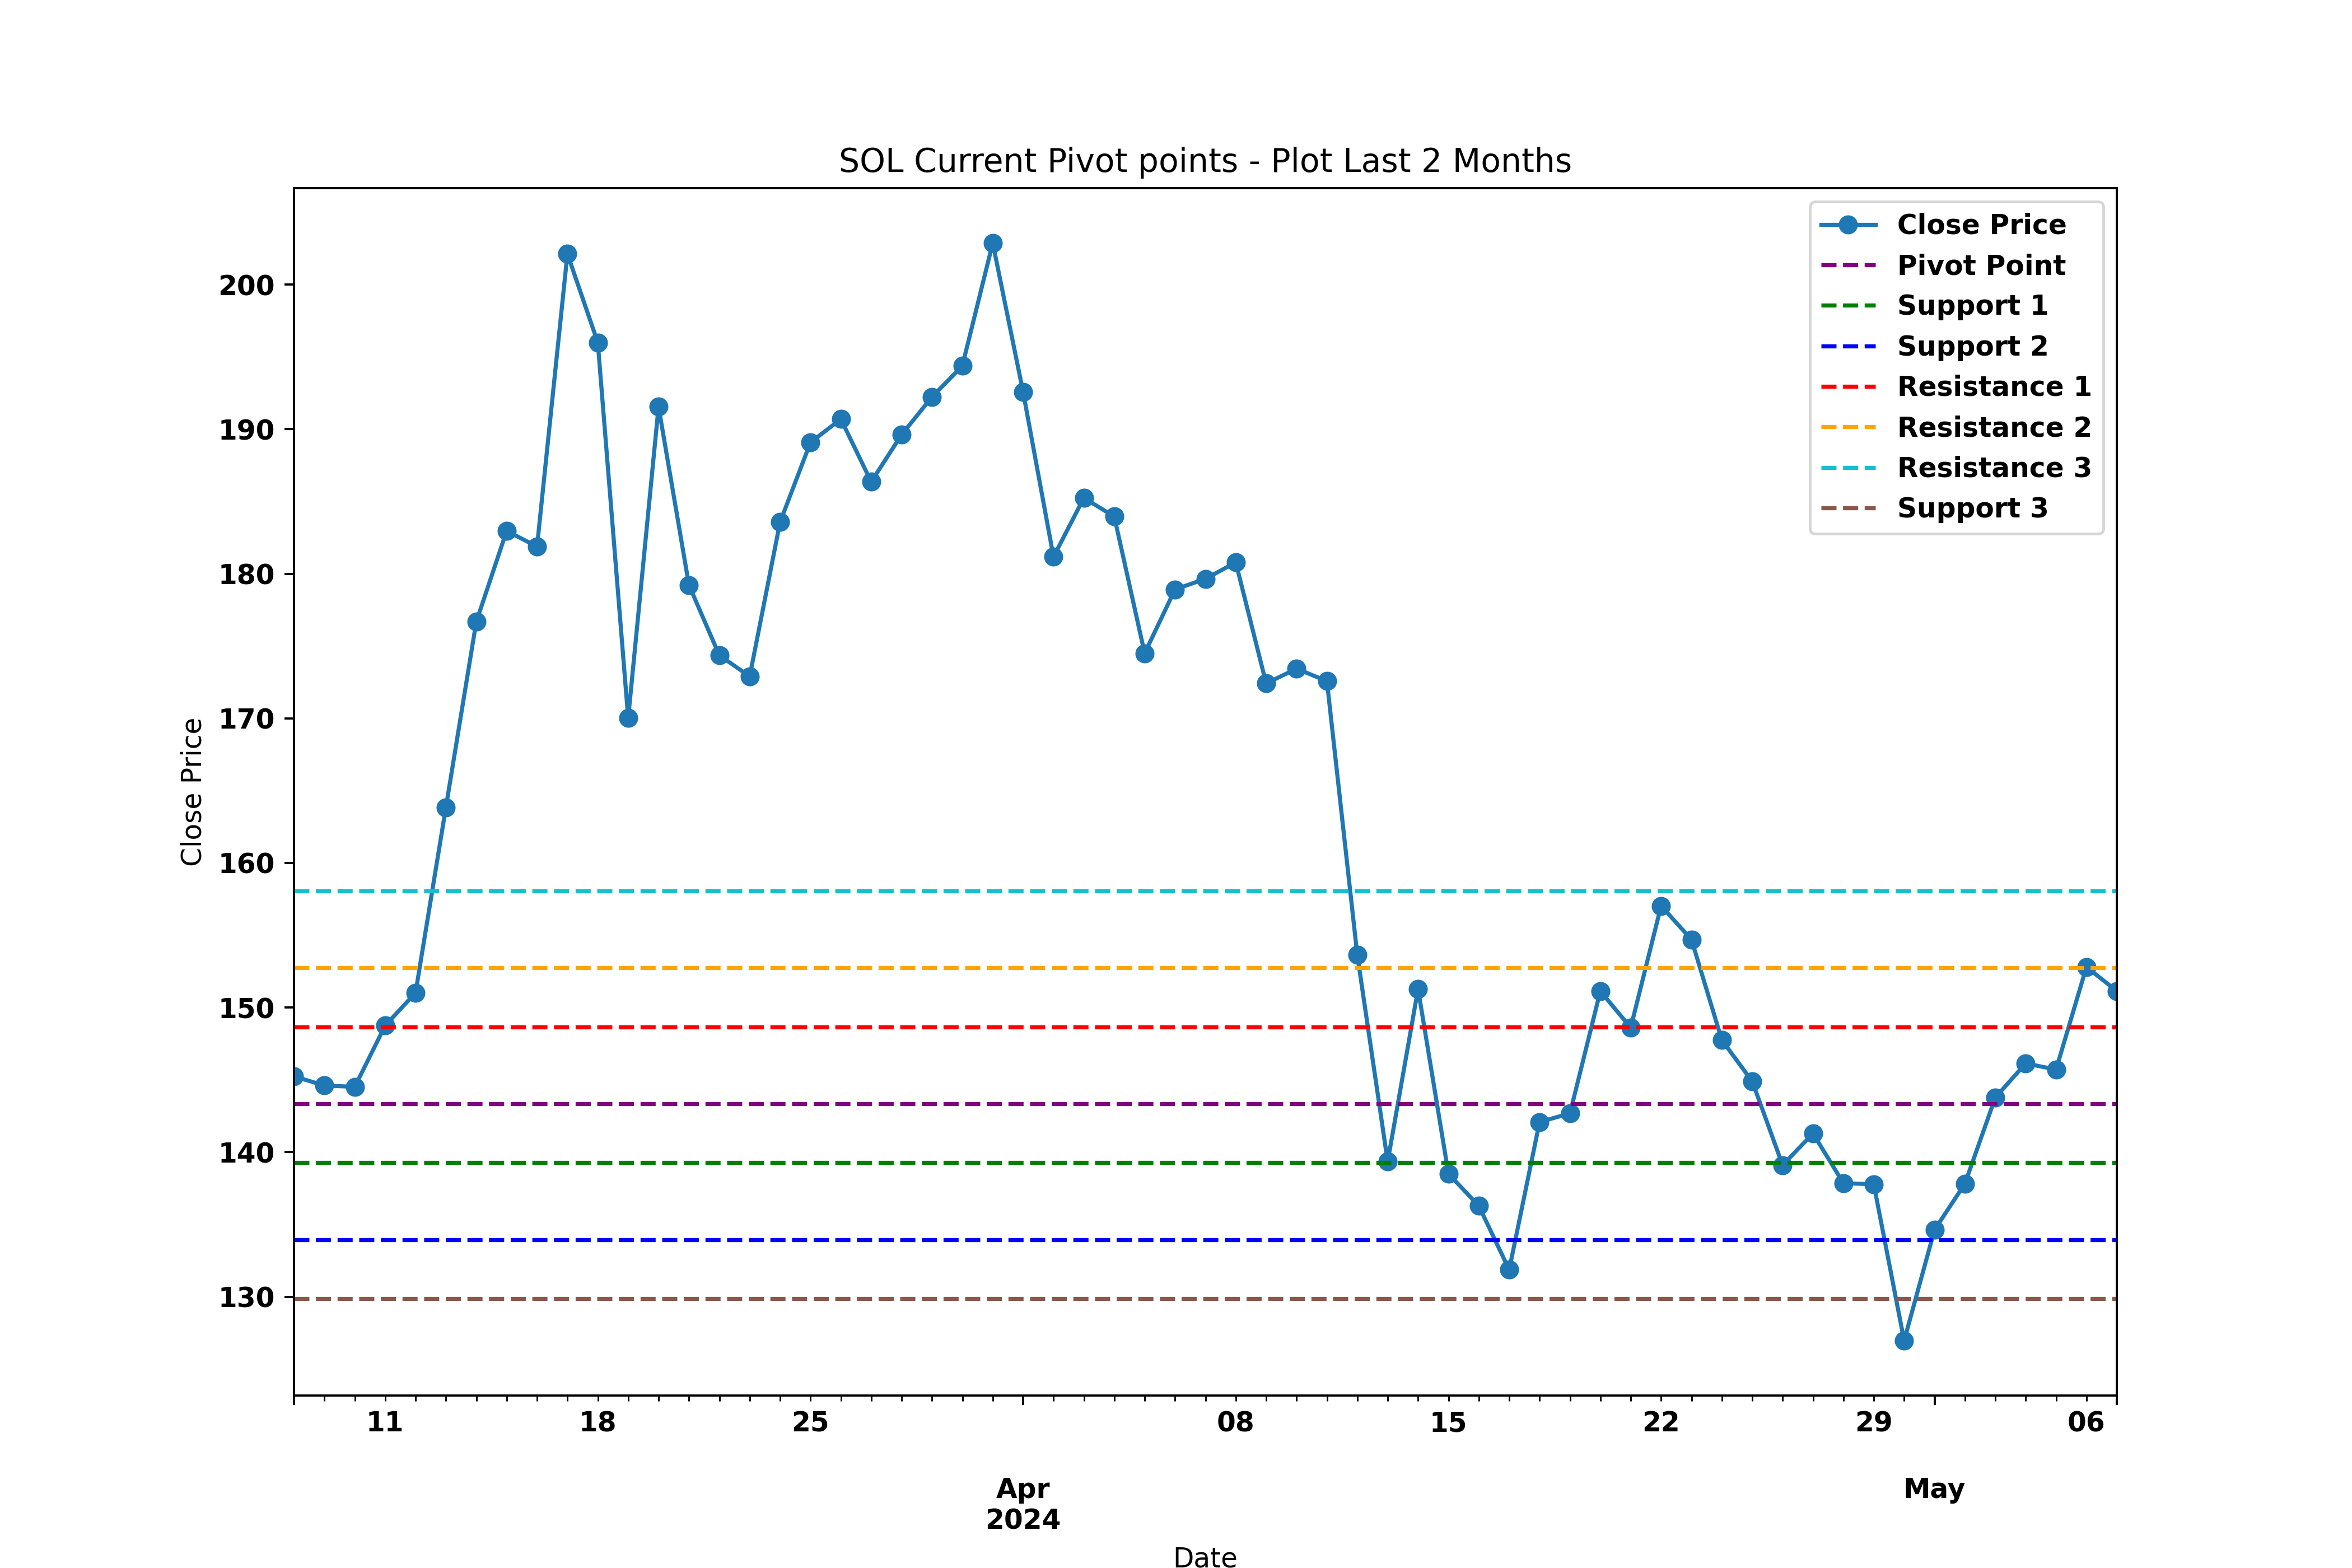 SOL Current Pivot points - Plot Last 2 Months
Close Price
Pivot Point
Support 1
Support 2
Resistance 1
Resistance 2
Resistance 3
Support 3
Close Price
200
190
180
170
160
150
140
130
11 18 25 08 15 22 29 06
Apr May
2024
Date